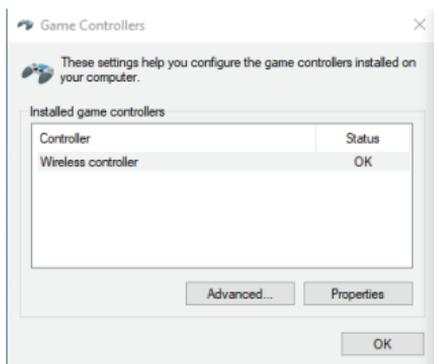 Game Controllers
These settings help you configure the game controllers installed on
your computer.
Installed game controllers
Controller Status
Wireless controller OK
Advanced... Properties
OK